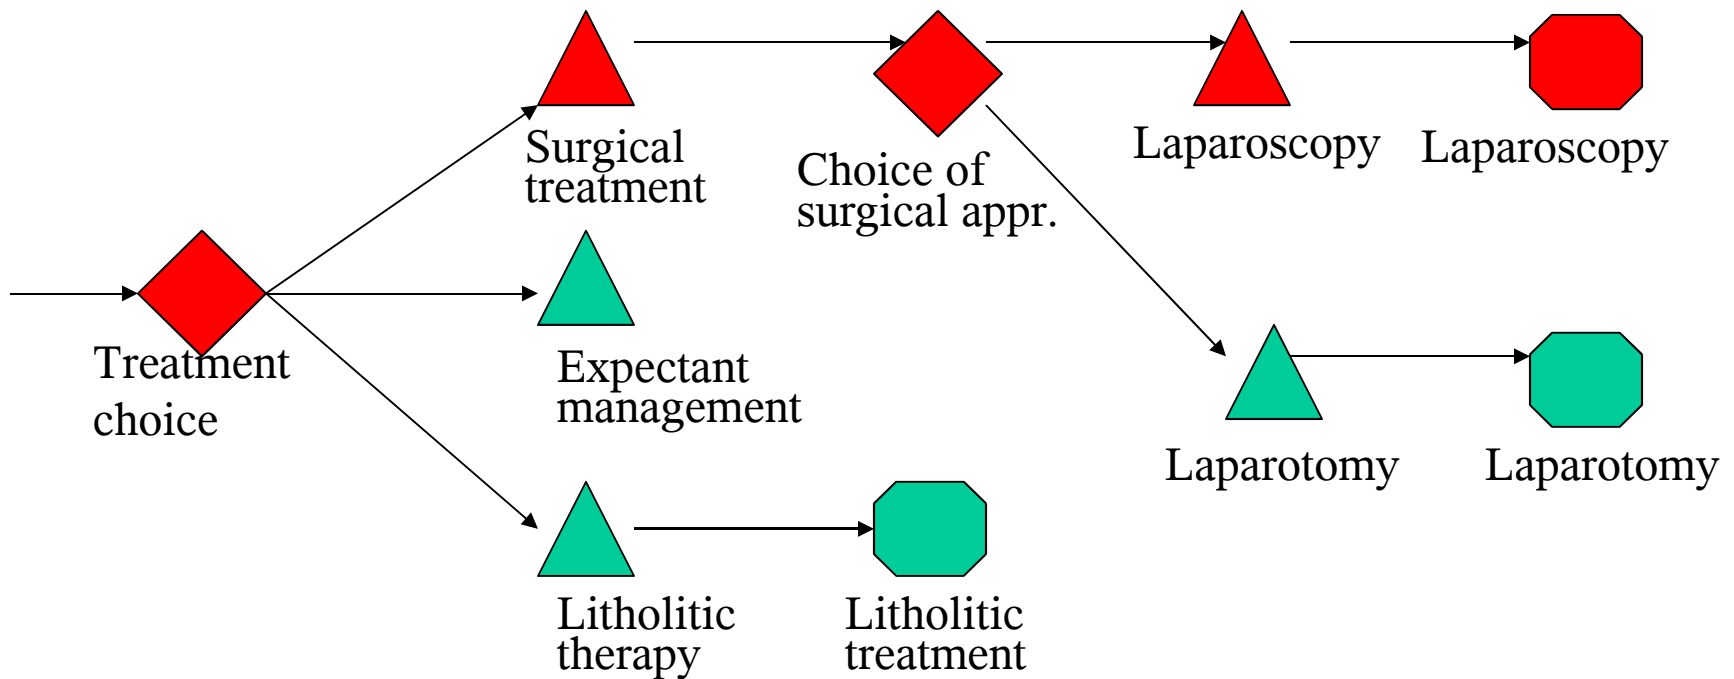 Surgical
treatment
Choice of
surgical appr.
Laparoscopy
Laparoscopy
Treatment
choice
Expectant
management
Laparotomy
Laparotomy
Litholitic
therapy
Litholitic
treatment